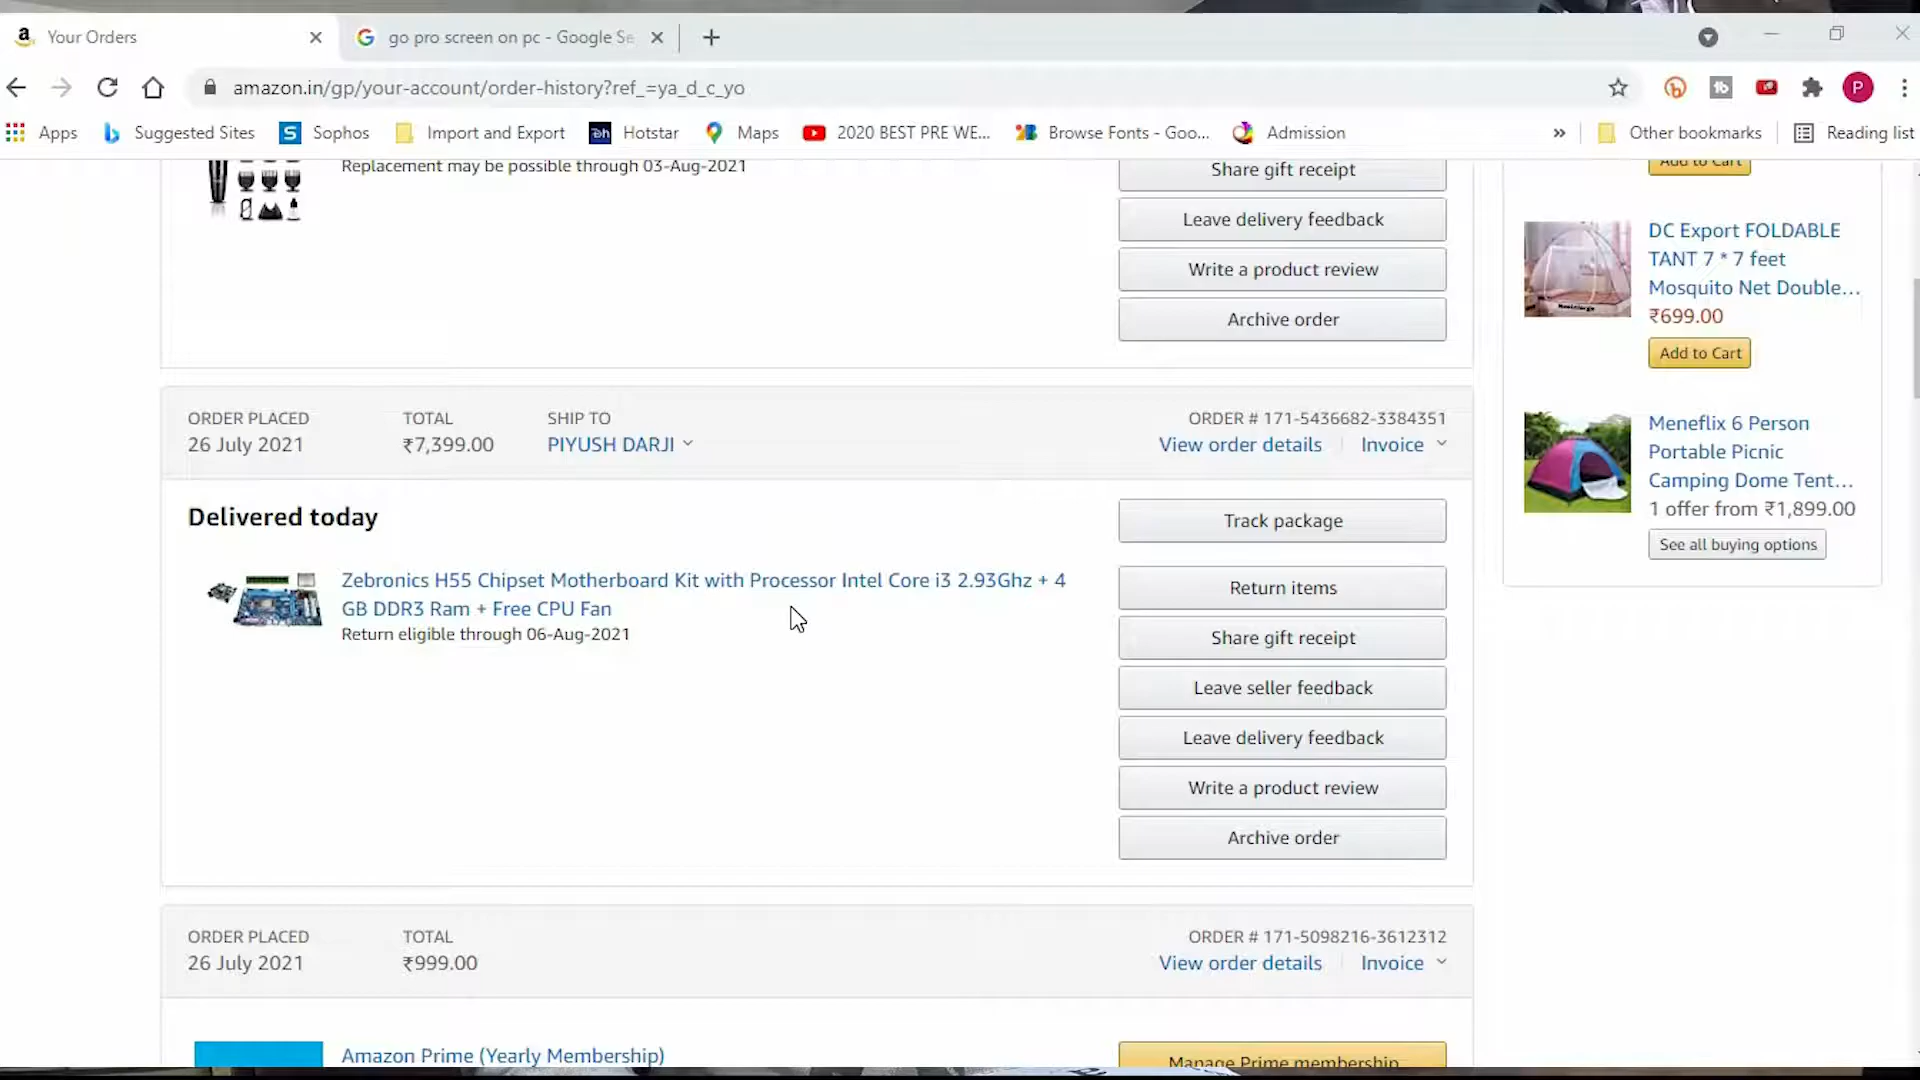 Your Orders
go pro screen on pc - Google Se
amazon.in/gp/your-account/order-history?ref_=ya_d_c_yo
P
Apps
Suggested Sites
Sophos
Import and Export
Hotstar
Maps
2020 BEST PRE WE...
Browse Fonts - Goo...
Admission
»
Other bookmarks
Reading list
Replacement may be possible through 03-Aug-2021
Share gift receipt
Leave delivery feedback
Write a product review
Archive order
Add to Cart
DC Export FOLDABLE
TANT 7 * 7 feet
Mosquito Net Double...
₹699.00
Add to Cart
Meneflix 6 Person
Portable Picnic
Camping Dome Tent...
1 offer from ₹1,899.00
See all buying options
ORDER PLACED
26 July 2021
TOTAL
₹7,399.00
SHIP TO
PIYUSH DARJI
ORDER # 171-5436682-3384351
View order details
Invoice
Delivered today
Zebronics H55 Chipset Motherboard Kit with Processor Intel Core i3 2.93Ghz + 4
GB DDR3 Ram + Free CPU Fan
Return eligible through 06-Aug-2021
Track package
Return items
Share gift receipt
Leave seller feedback
Leave delivery feedback
Write a product review
Archive order
ORDER PLACED
26 July 2021
TOTAL
₹999.00
ORDER # 171-5098216-3612312
View order details
Invoice
Amazon Prime (Yearly Membership)
Manage Prime membership